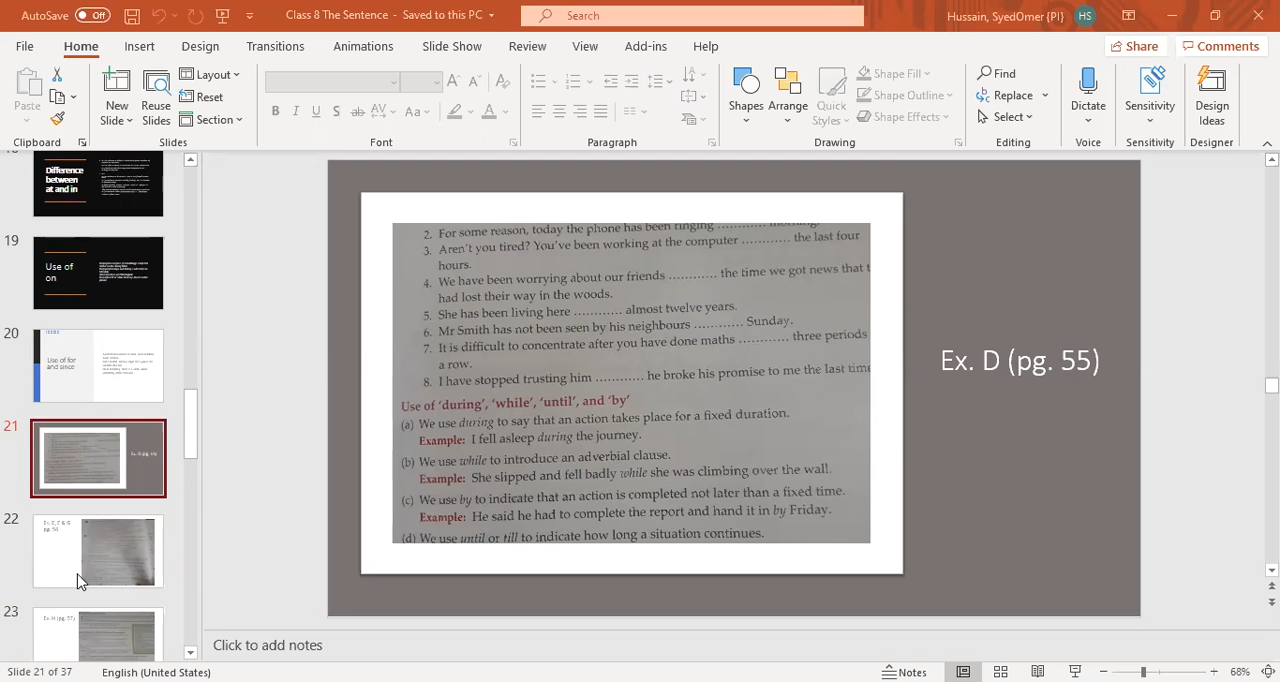 AutoSave Off Class 8 The Sentence - Saved to this PC Search Hussain, SyedOmer {PI} HS
File Home Insert Design Transitions Animations Slide Show Review View Add-ins Help Share Comments
Paste New Slide Reuse Slides Layout Reset Section
B I U S ab AV Aa A
Shapes Arrange Quick Styles Shape Fill Shape Outline Shape Effects
Find Replace Select Dictate Sensitivity Design Ideas
Clipboard Slides Font Paragraph Drawing Editing Voice Sensitivity Designer
Difference
between
at and in
19
Use of
on
20
Use of for
and since
21
22
23
Ex. H (pg. 57)
2. For some reason, today the phone has been ringing ............ morning.
3. Aren't you tired? You've been working at the computer ............ the last four
hours.
4. We have been worrying about our friends ............ the time we got news that t
had lost their way in the woods.
5. She has been living here ............ almost twelve years.
6. Mr Smith has not been seen by his neighbours ............ Sunday.
7. It is difficult to concentrate after you have done maths ............ three periods
a row.
8. I have stopped trusting him ............ he broke his promise to me the last time
Use of 'during', 'while', 'until', and 'by'
(a) We use during to say that an action takes place for a fixed duration.
Example: I fell asleep during the journey.
(b) We use while to introduce an adverbial clause.
Example: She slipped and fell badly while she was climbing over the wall.
(c) We use by to indicate that an action is completed not later than a fixed time.
Example: He said he had to complete the report and hand it in by Friday.
(d) We use until or till to indicate how long a situation continues.
Ex. D (pg. 55)
Click to add notes
Slide 21 of 37 English (United States) Notes 68%